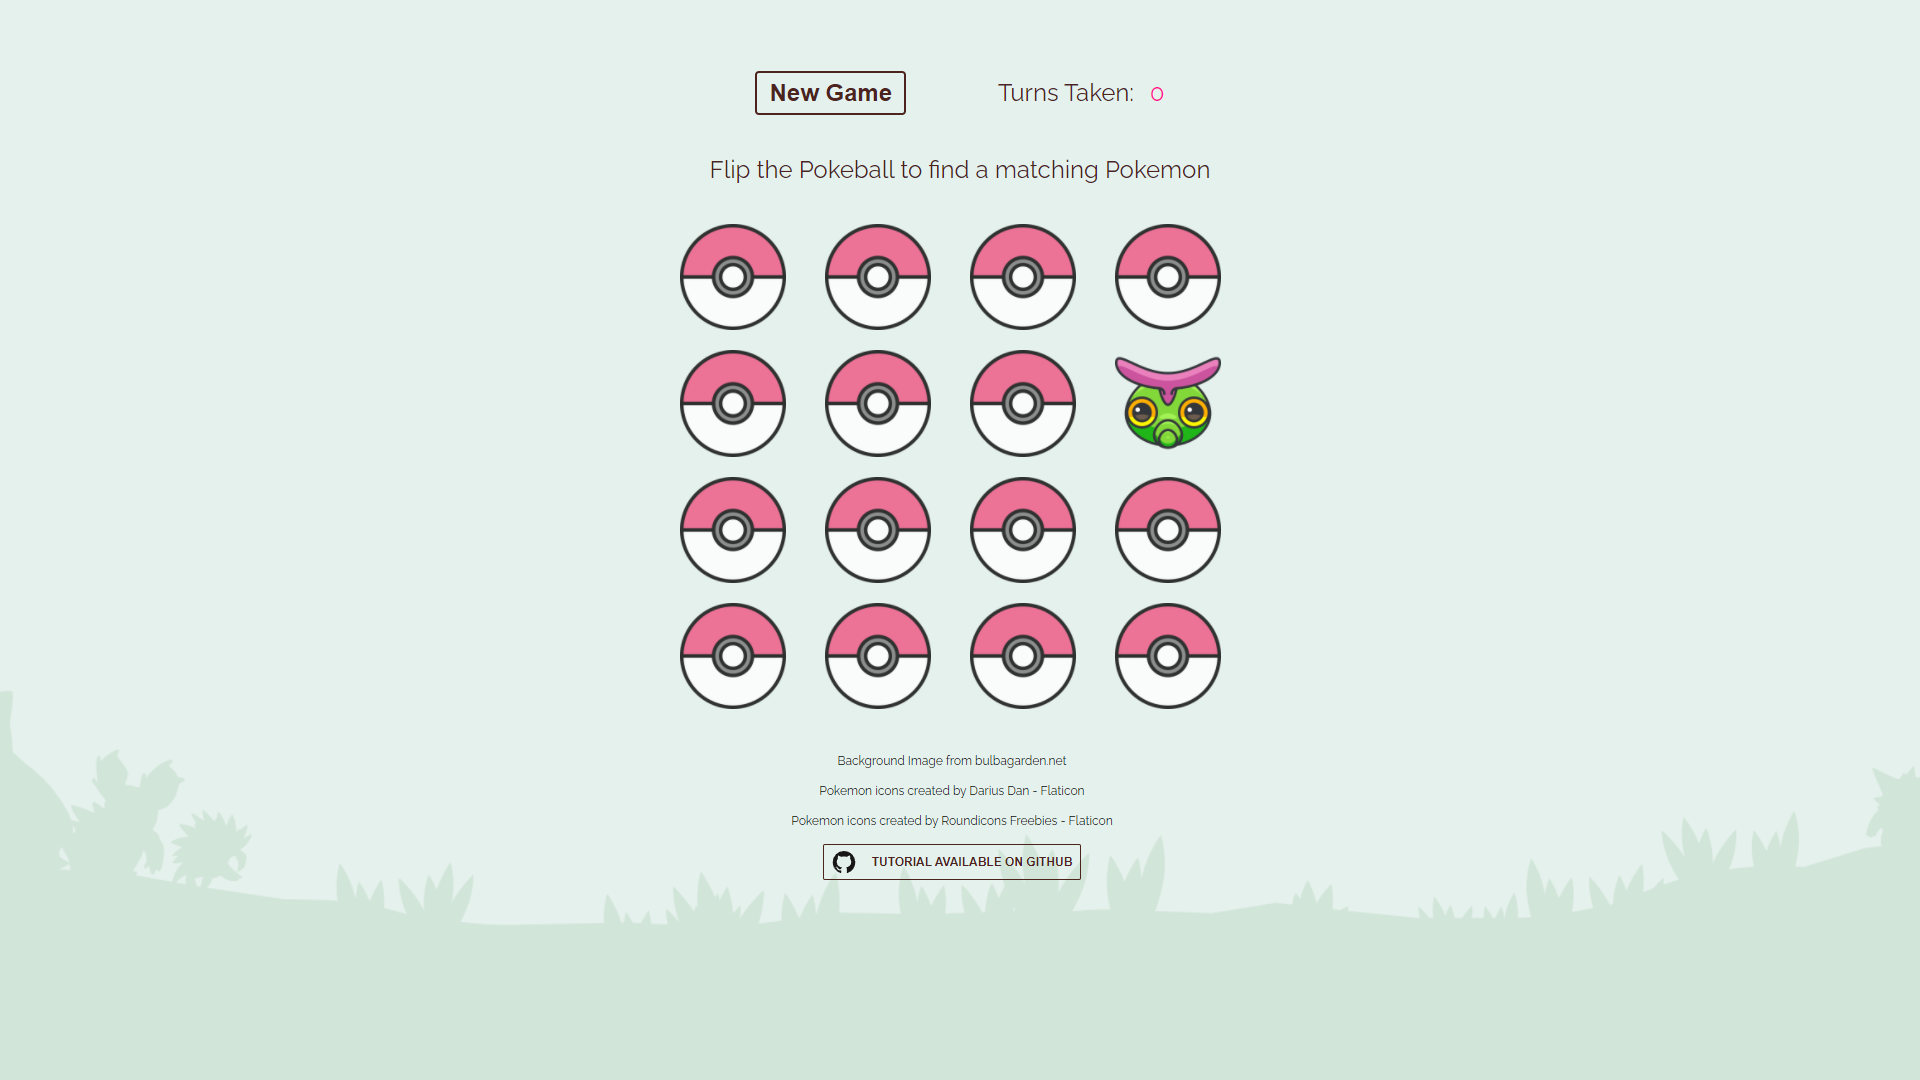 New Game
Turns Taken: 0
Flip the Pokeball to find a matching Pokemon
Background Image from bulbagarden.net
Pokemon icons created by Darius Dan - Flaticon
Pokemon icons created by Roundicons Freebies - Flaticon
TUTORIAL AVAILABLE ON GITHUB